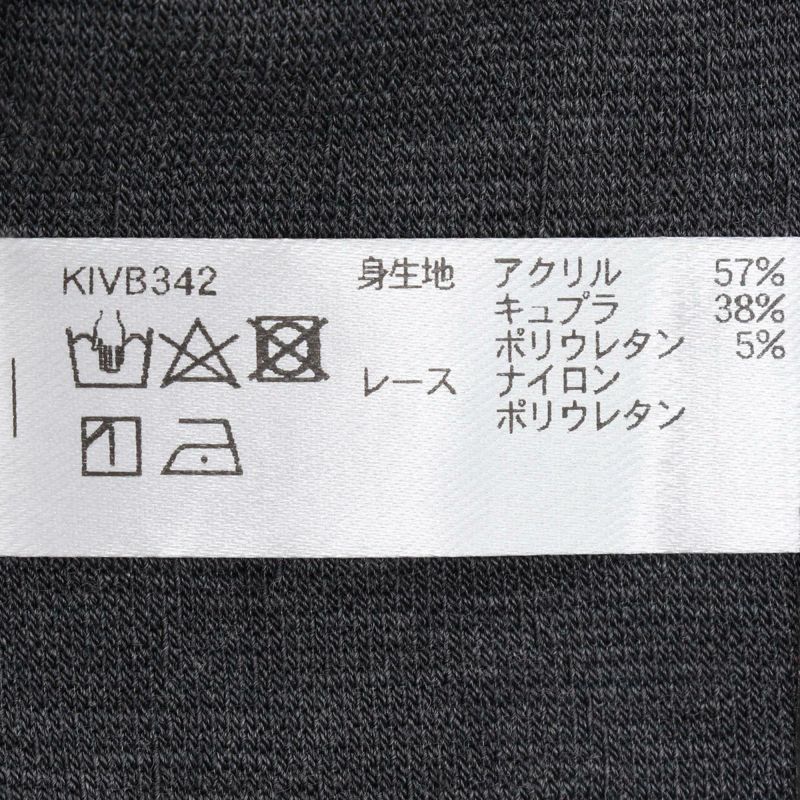 KIVB342
身生地 アクリル 57%
キュプラ 38%
ポリウレタン 5%
レース ナイロン
ポリウレタン